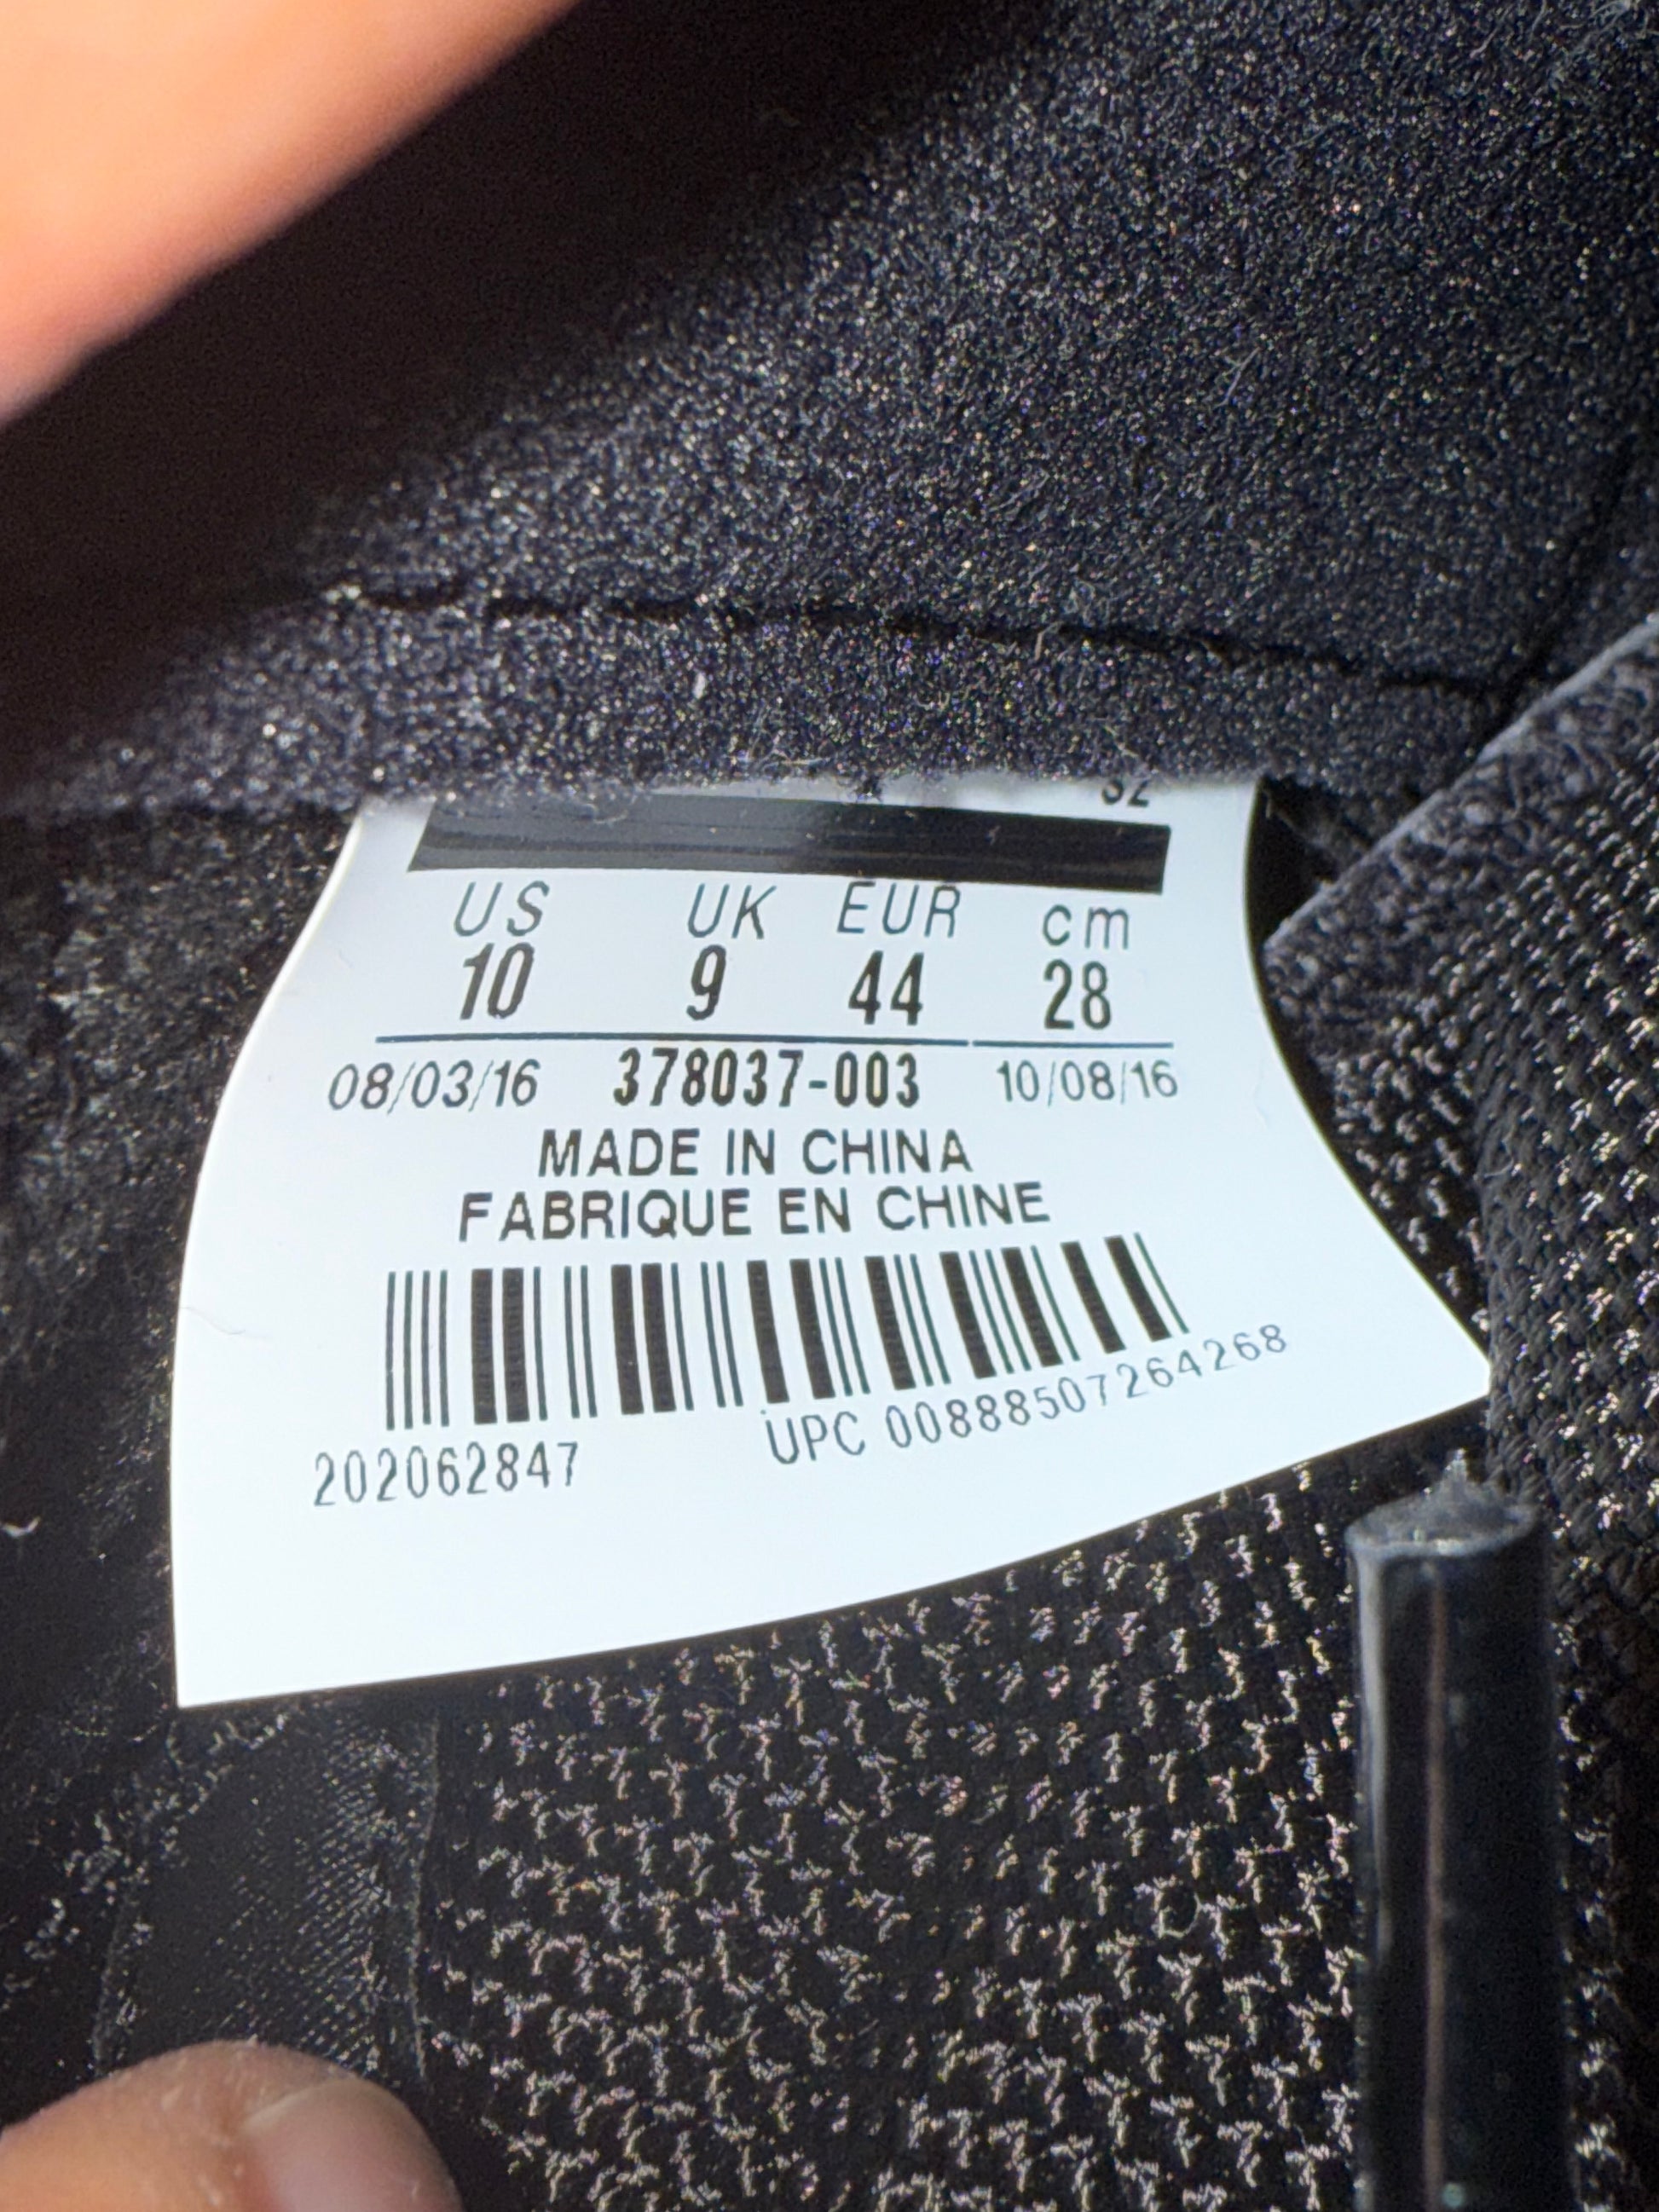 US UK EUR cm
10 9 44 28
08/03/16 378037-003 10/08/16
MADE IN CHINA
FABRIQUE EN CHINE
202062847 UPC 00888507264268